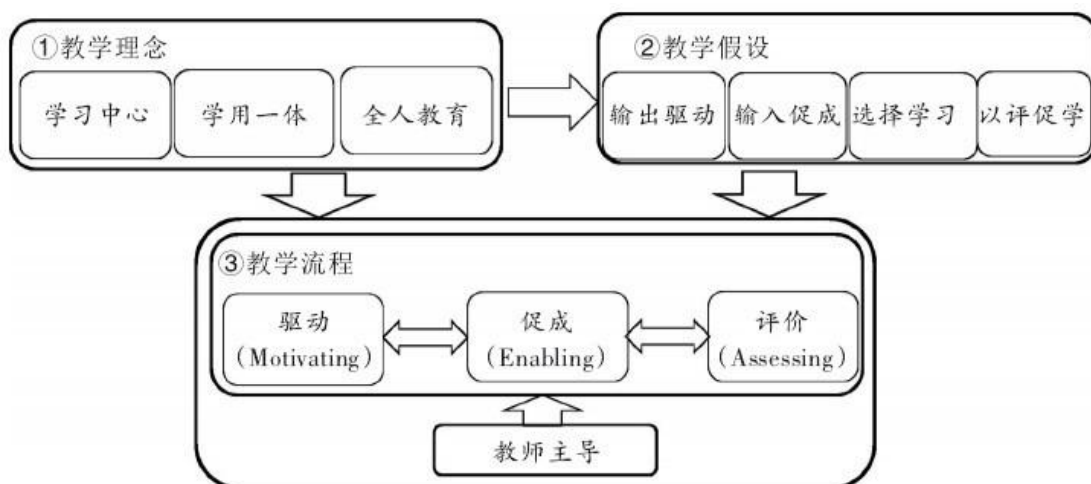 ①教学理念
学习中心 学用一体 全人教育
②教学假设
输出驱动 输入促成 选择学习 以评促学
③教学流程
驱动
(Motivating)
促成
(Enabling)
评价
(Assessing)
教师主导